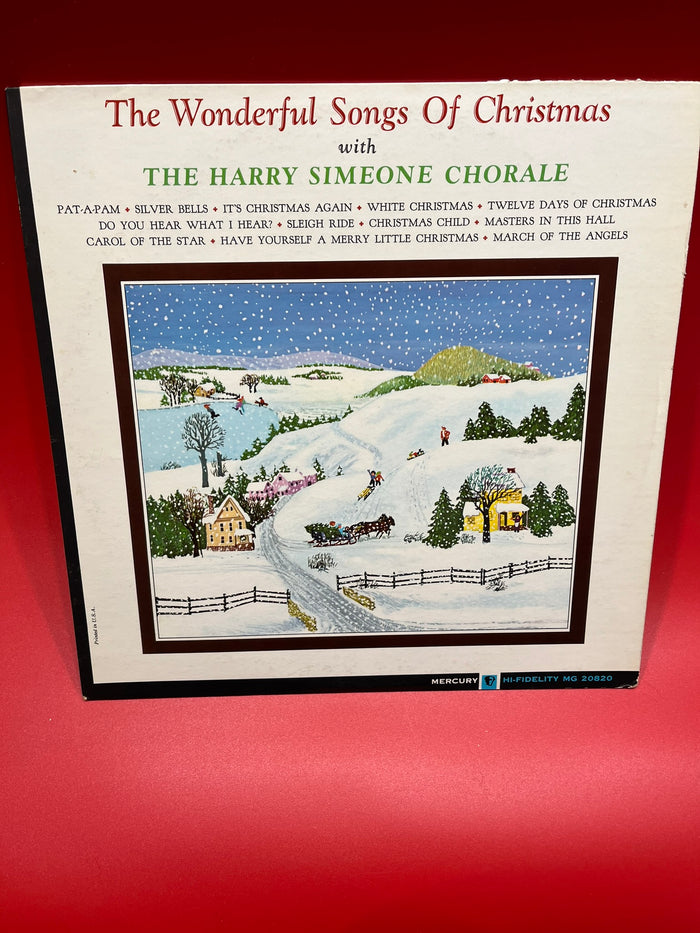 The Wonderful Songs Of Christmas
with
THE HARRY SIMEONE CHORALE
PAT-A-PAM ♦ SILVER BELLS ♦ IT'S CHRISTMAS AGAIN ♦ WHITE CHRISTMAS ♦ TWELVE DAYS OF CHRISTMAS
DO YOU HEAR WHAT I HEAR? ♦ SLEIGH RIDE ♦ CHRISTMAS CHILD ♦ MASTERS IN THIS HALL
CAROL OF THE STAR ♦ HAVE YOURSELF A MERRY LITTLE CHRISTMAS ♦ MARCH OF THE ANGELS
Printed in U.S.A.
MERCURY HI-FIDELITY MG 20820